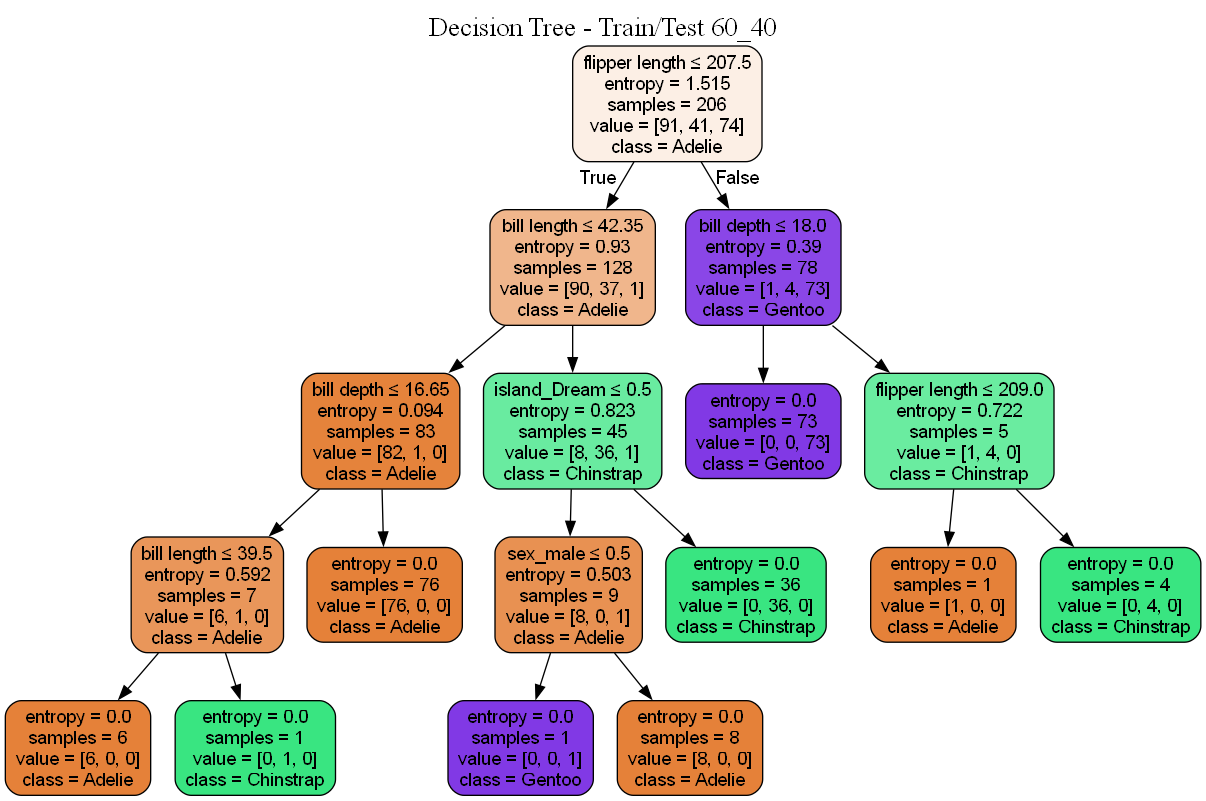 Decision Tree - Train/Test 60_40
flipper length ≤ 207.5
entropy = 1.515
samples = 206
value = [91, 41, 74]
class = Adelie
True
False
bill length ≤ 42.35
entropy = 0.93
samples = 128
value = [90, 37, 1]
class = Adelie
bill depth ≤ 18.0
entropy = 0.39
samples = 78
value = [1, 4, 73]
class = Gentoo
bill depth ≤ 16.65
entropy = 0.094
samples = 83
value = [82, 1, 0]
class = Adelie
island_Dream ≤ 0.5
entropy = 0.823
samples = 45
value = [8, 36, 1]
class = Chinstrap
entropy = 0.0
samples = 73
value = [0, 0, 73]
class = Gentoo
flipper length ≤ 209.0
entropy = 0.722
samples = 5
value = [1, 4, 0]
class = Chinstrap
bill length ≤ 39.5
entropy = 0.592
samples = 7
value = [6, 1, 0]
class = Adelie
entropy = 0.0
samples = 76
value = [76, 0, 0]
class = Adelie
sex_male ≤ 0.5
entropy = 0.503
samples = 9
value = [8, 0, 1]
class = Adelie
entropy = 0.0
samples = 36
value = [0, 36, 0]
class = Chinstrap
entropy = 0.0
samples = 1
value = [1, 0, 0]
class = Adelie
entropy = 0.0
samples = 4
value = [0, 4, 0]
class = Chinstrap
entropy = 0.0
samples = 6
value = [6, 0, 0]
class = Adelie
entropy = 0.0
samples = 1
value = [0, 1, 0]
class = Chinstrap
entropy = 0.0
samples = 1
value = [0, 0, 1]
class = Gentoo
entropy = 0.0
samples = 8
value = [8, 0, 0]
class = Adelie